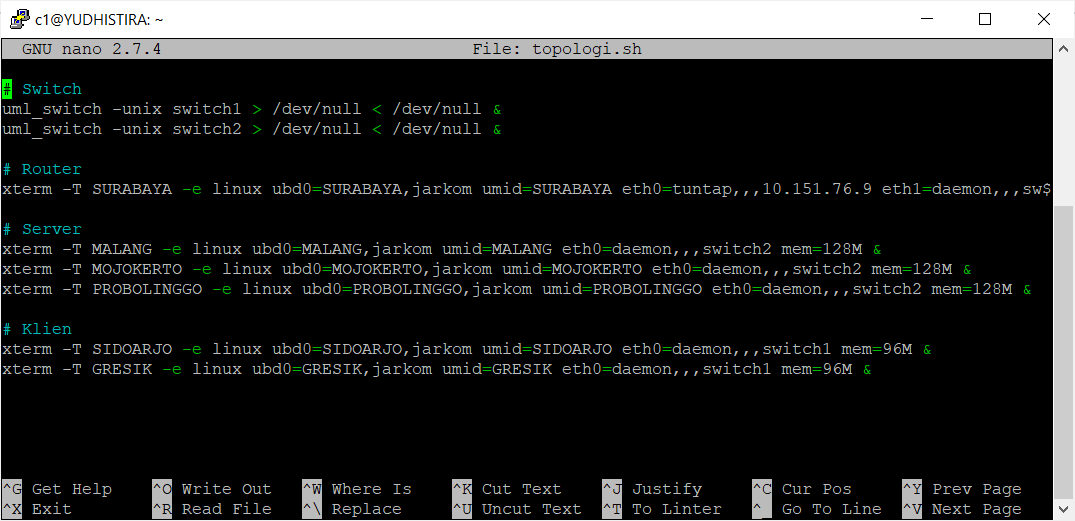 c1@YUDHISTIRA: ~
GNU nano 2.7.4 File: topologi.sh
# Switch
uml_switch -unix switch1 > /dev/null < /dev/null &
uml_switch -unix switch2 > /dev/null < /dev/null &
# Router
xterm -T SURABAYA -e linux ubd0=SURABAYA,jarkom umid=SURABAYA eth0=tuntap,,,10.151.76.9 eth1=daemon,,,sw$
# Server
xterm -T MALANG -e linux ubd0=MALANG,jarkom umid=MALANG eth0=daemon,,,switch2 mem=128M &
xterm -T MOJOKERTO -e linux ubd0=MOJOKERTO,jarkom umid=MOJOKERTO eth0=daemon,,,switch2 mem=128M &
xterm -T PROBOLINGGO -e linux ubd0=PROBOLINGGO,jarkom umid=PROBOLINGGO eth0=daemon,,,switch2 mem=128M &
# Klien
xterm -T SIDOARJO -e linux ubd0=SIDOARJO,jarkom umid=SIDOARJO eth0=daemon,,,switch1 mem=96M &
xterm -T GRESIK -e linux ubd0=GRESIK,jarkom umid=GRESIK eth0=daemon,,,switch1 mem=96M &
^G Get Help ^O Write Out ^W Where Is ^K Cut Text ^J Justify ^C Cur Pos ^Y Prev Page
^X Exit ^R Read File ^\ Replace ^U Uncut Text ^T To Linter ^_ Go To Line ^V Next Page